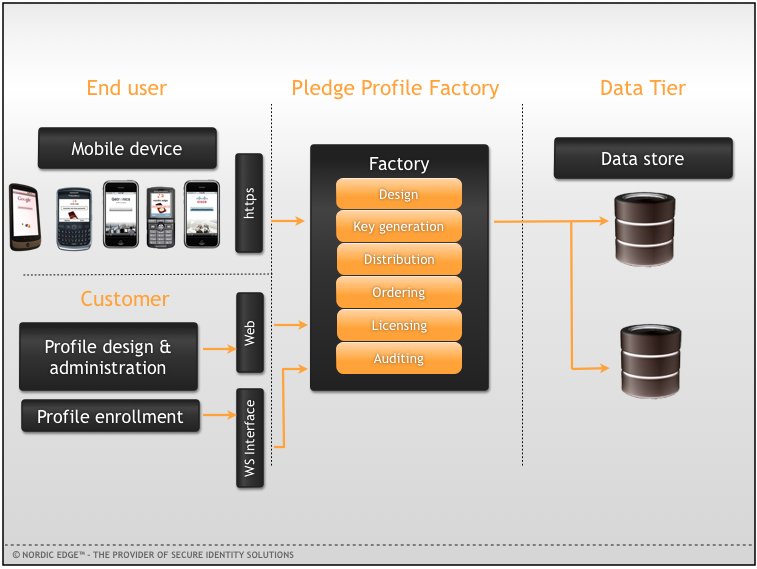 End user
Pledge Profile Factory
Data Tier
Mobile device
https
Factory
Design
Key generation
Distribution
Ordering
Licensing
Auditing
Data store
Google
Customer
Profile design &
administration
Web
Profile enrollment
WS Interface
© NORDIC EDGE™ - THE PROVIDER OF SECURE IDENTITY SOLUTIONS